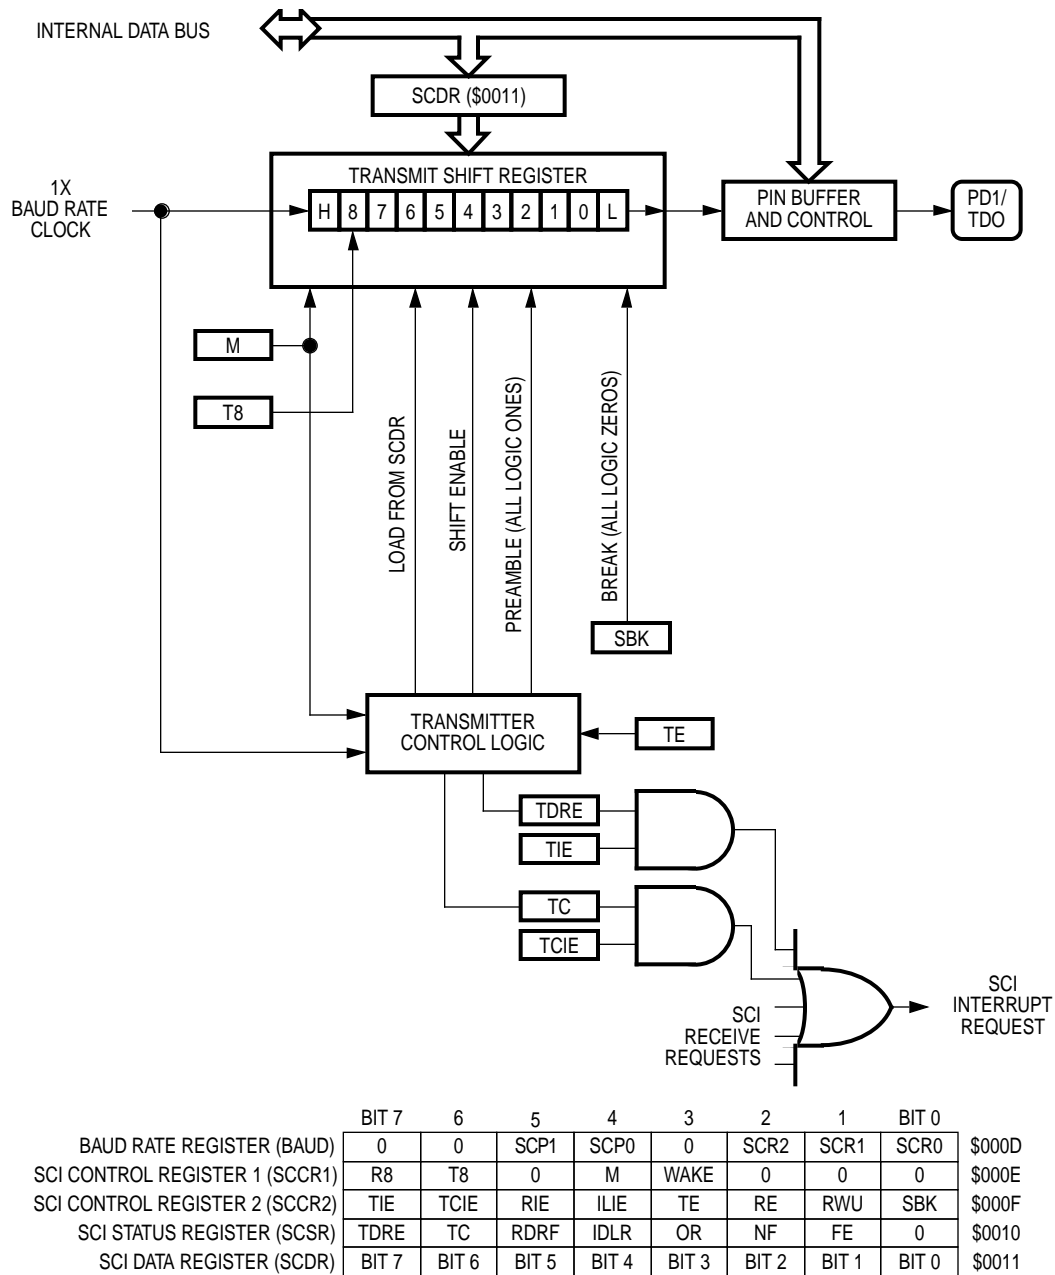 INTERNAL DATA BUS
SCDR ($0011)
TRANSMIT SHIFT REGISTER
H 8 7 6 5 4 3 2 1 0 L
1X
BAUD RATE
CLOCK
PIN BUFFER
AND CONTROL
PD1/
TDO
M
T8
LOAD FROM SCDR
SHIFT ENABLE
PREAMBLE (ALL LOGIC ONES)
BREAK (ALL LOGIC ZEROS)
SBK
TRANSMITTER
CONTROL LOGIC
TE
TDRE
TIE
TC
TCIE
SCI
RECEIVE
REQUESTS
SCI
INTERRUPT
REQUEST
BIT 7 6 5 4 3 2 1 BIT 0
BAUD RATE REGISTER (BAUD) 0 0 SCP1 SCP0 0 SCR2 SCR1 SCR0 $000D
SCI CONTROL REGISTER 1 (SCCR1) R8 T8 0 M WAKE 0 0 0 $000E
SCI CONTROL REGISTER 2 (SCCR2) TIE TCIE RIE ILIE TE RE RWU SBK $000F
SCI STATUS REGISTER (SCSR) TDRE TC RDRF IDLR OR NF FE 0 $0010
SCI DATA REGISTER (SCDR) BIT 7 BIT 6 BIT 5 BIT 4 BIT 3 BIT 2 BIT 1 BIT 0 $0011